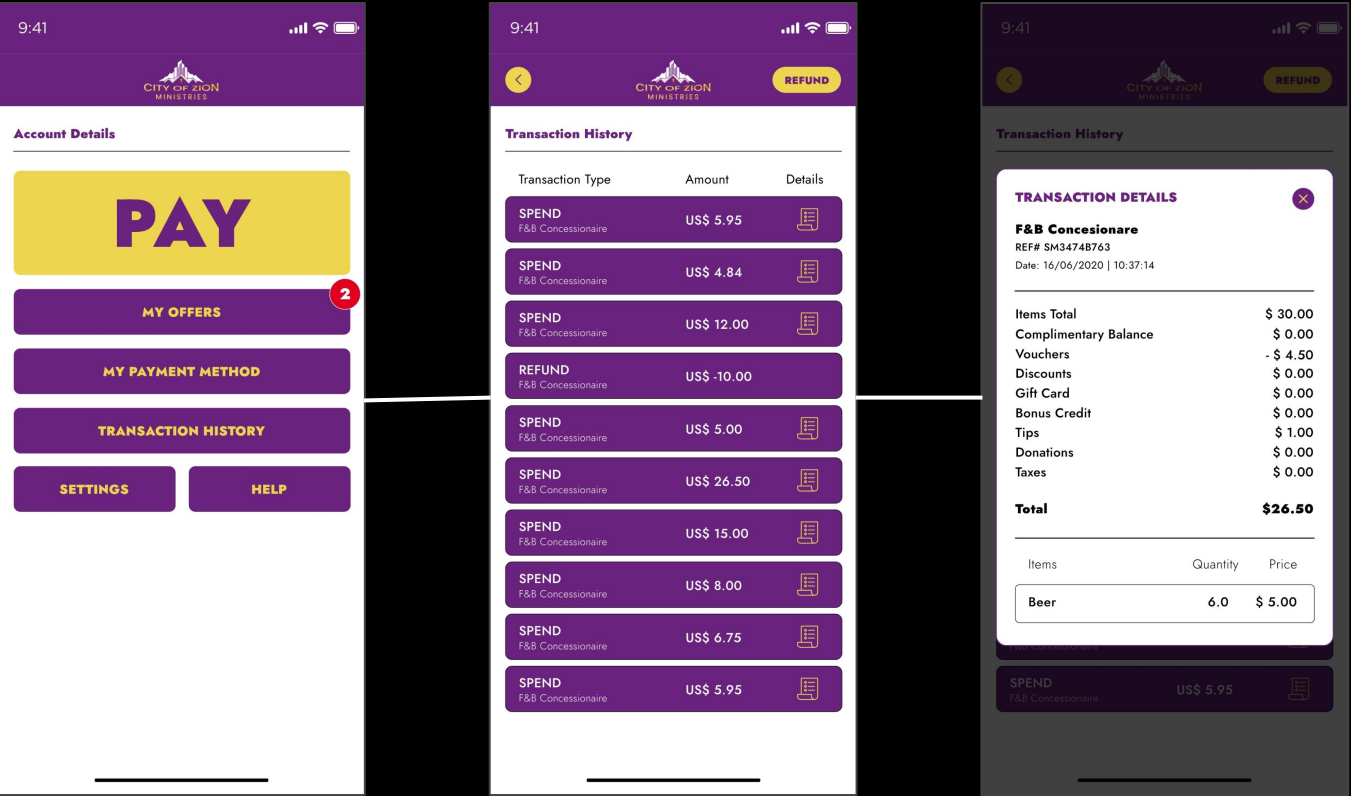 9:41
CITY OF ZION
MINISTRIES
Account Details
PAY
MY OFFERS
2
MY PAYMENT METHOD
TRANSACTION HISTORY
SETTINGS HELP
9:41
CITY OF ZION
MINISTRIES
REFUND
Transaction History
Transaction Type Amount Details
SPEND
F&B Concessionaire
US$ 5.95
SPEND
F&B Concessionaire
US$ 4.84
SPEND
F&B Concessionaire
US$ 12.00
REFUND
F&B Concessionaire
US$ -10.00
SPEND
F&B Concessionaire
US$ 5.00
SPEND
F&B Concessionaire
US$ 26.50
SPEND
F&B Concessionaire
US$ 15.00
SPEND
F&B Concessionaire
US$ 8.00
SPEND
F&B Concessionaire
US$ 6.75
SPEND
F&B Concessionaire
US$ 5.95
9:41
CITY OF ZION
MINISTRIES
REFUND
Transaction History
TRANSACTION DETAILS
F&B Concesionare
REF# SM3474B763
Date: 16/06/2020 | 10:37:14
Items Total $ 30.00
Complimentary Balance $ 0.00
Vouchers - $ 4.50
Discounts $ 0.00
Gift Card $ 0.00
Bonus Credit $ 0.00
Tips $ 1.00
Donations $ 0.00
Taxes $ 0.00
Total $26.50
Items Quantity Price
Beer 6.0 $ 5.00
F&B Concessionaire
SPEND
F&B Concessionaire
US$ 5.95